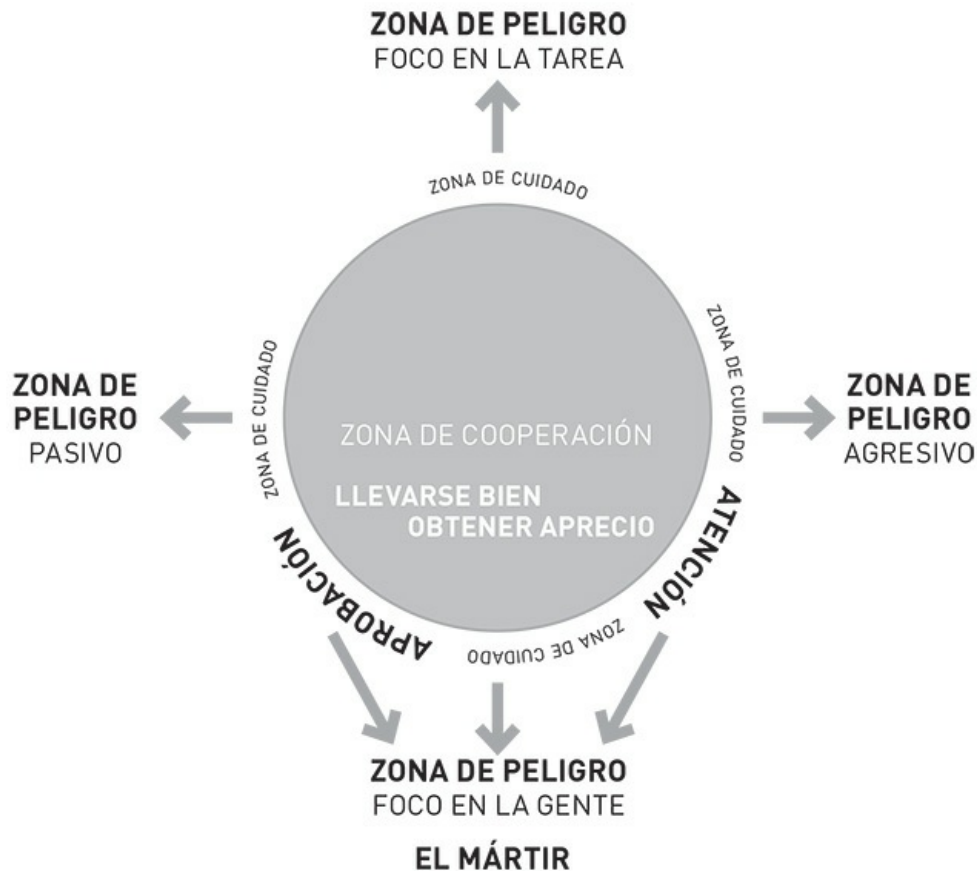 ZONA DE PELIGRO
FOCO EN LA TAREA
ZONA DE CUIDADO
ZONA DE CUIDADO
ZONA DE CUIDADO
ZONA DE
PELIGRO
PASIVO
ZONA DE
PELIGRO
AGRESIVO
ZONA DE COOPERACIÓN
LLEVARSE BIEN
OBTENER APRECIO
APROBACIÓN
ATENCIÓN
ZONA DE CUIDADO
ZONA DE PELIGRO
FOCO EN LA GENTE
EL MÁRTIR